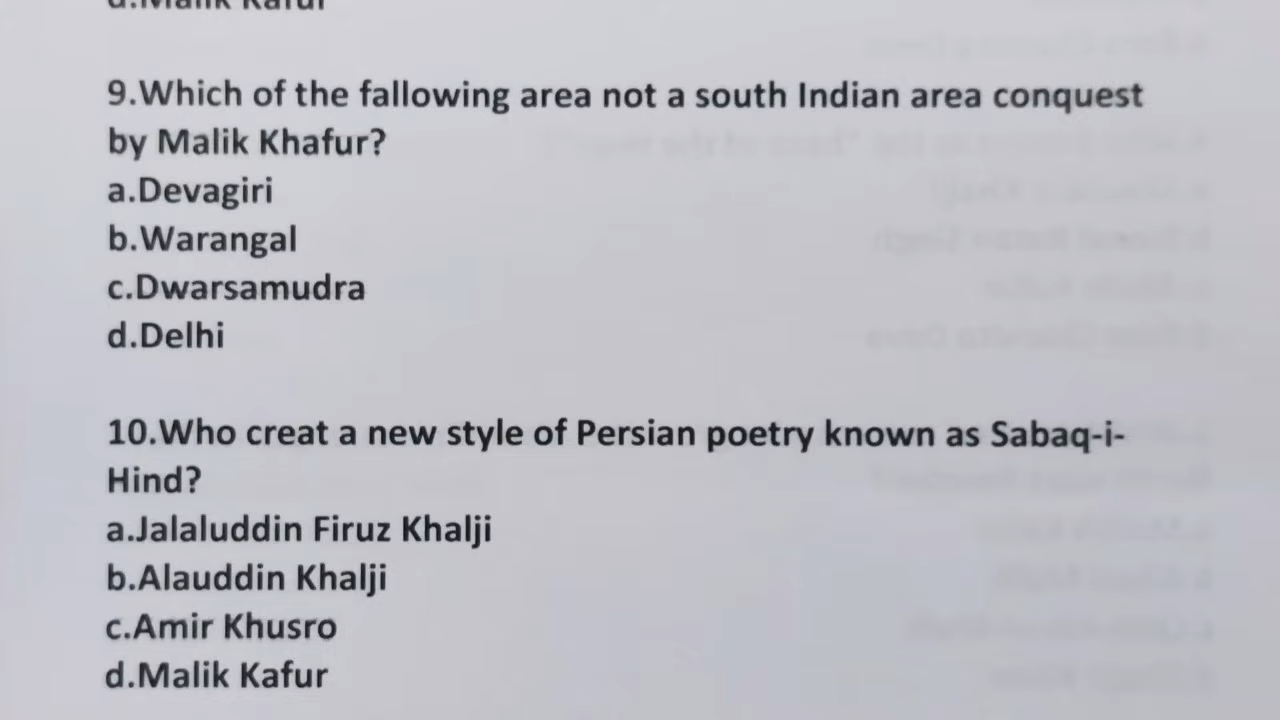 d.Malik Kafur
9.Which of the fallowing area not a south Indian area conquest
by Malik Khafur?
a.Devagiri
b.Warangal
c.Dwarsamudra
d.Delhi
10.Who creat a new style of Persian poetry known as Sabaq-i-
Hind?
a.Jalaluddin Firuz Khalji
b.Alauddin Khalji
c.Amir Khusro
d.Malik Kafur